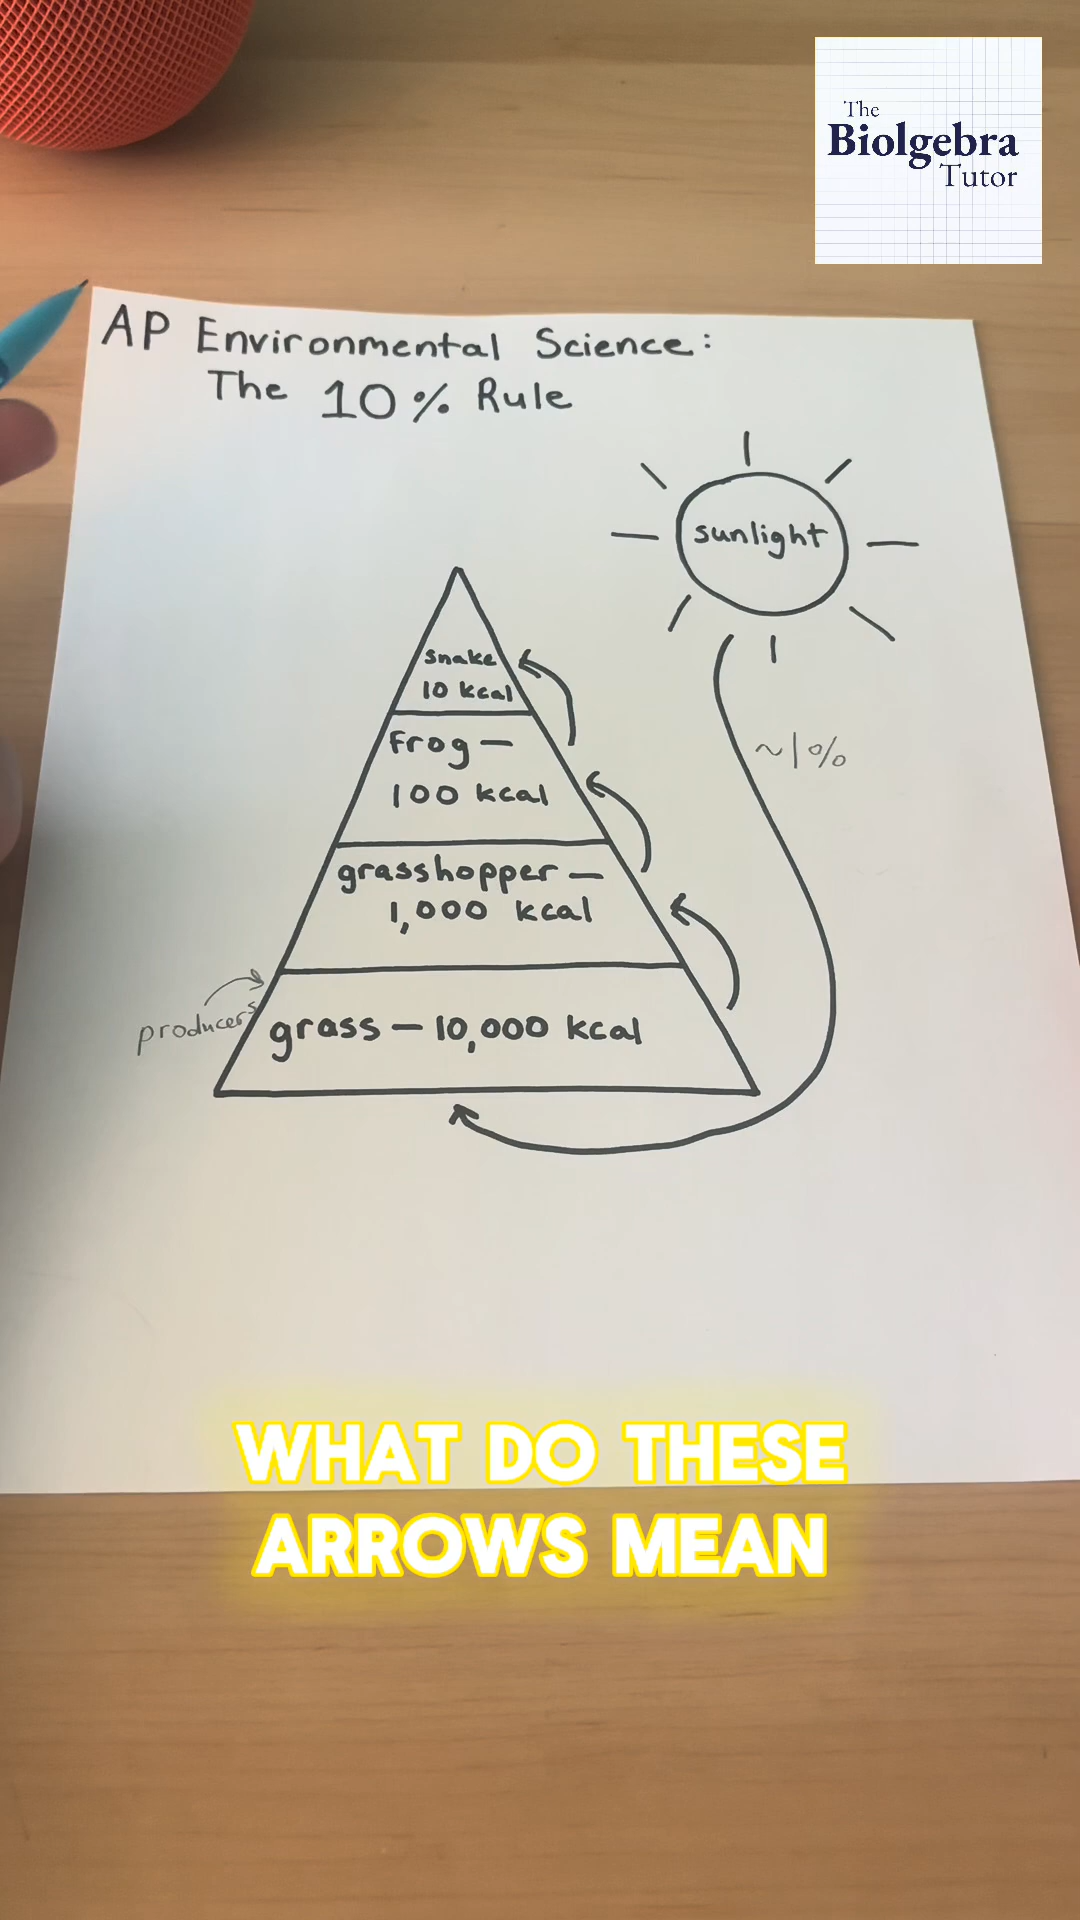 The
Biolgebra
Tutor
AP Environmental Science:
The 10% Rule
sunlight
snake
10 kcal
~1%
Frog —
100 kcal
grasshopper —
1,000 kcal
producers
grass — 10,000 kcal
WHAT DO THESE
ARROWS MEAN